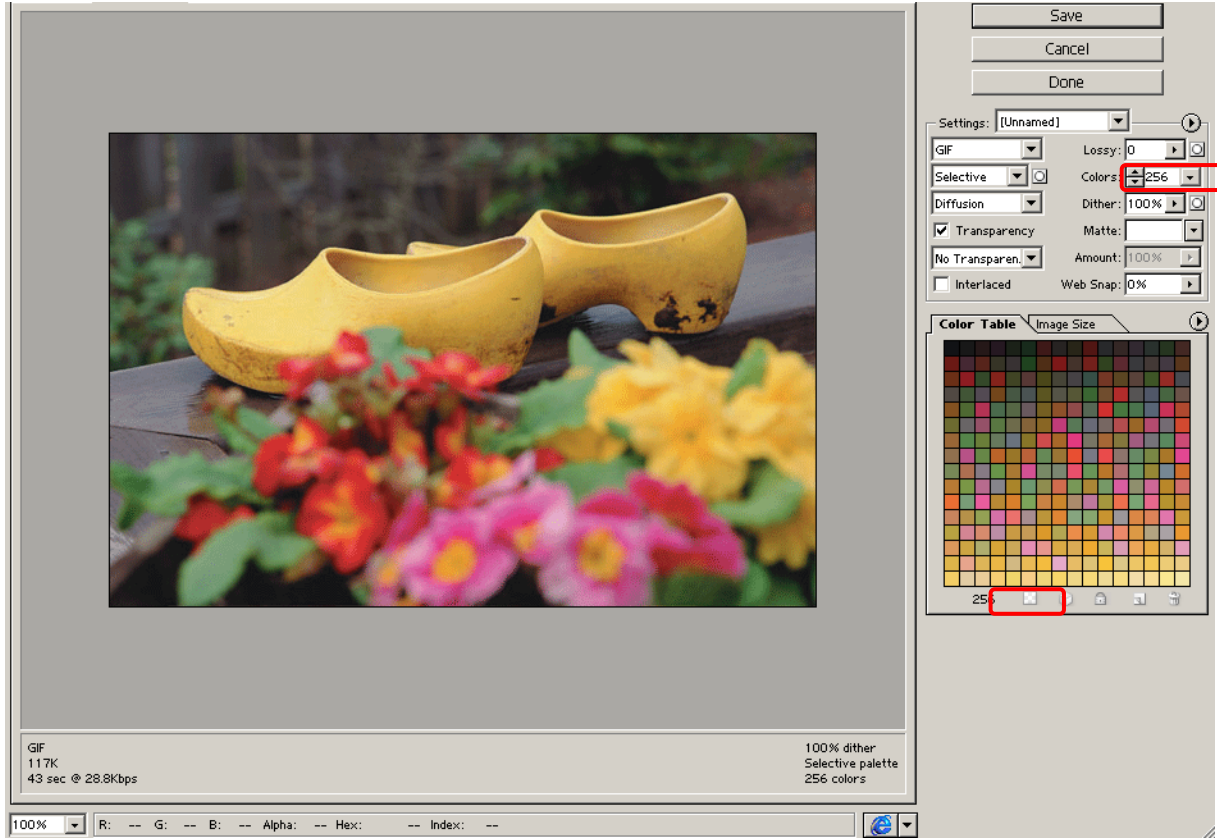 Save
Cancel
Done
Settings: [Unnamed]
GIF
Lossy: 0
Selective
Colors: 256
Diffusion
Dither: 100%
Transparency
Matte:
No Transparen.
Amount: 100%
Interlaced
Web Snap: 0%
Color Table
Image Size
256
GIF
117K
43 sec @ 28.8Kbps
100% dither
Selective palette
256 colors
100%
R: -- G: -- B: -- Alpha: -- Hex: -- Index: --